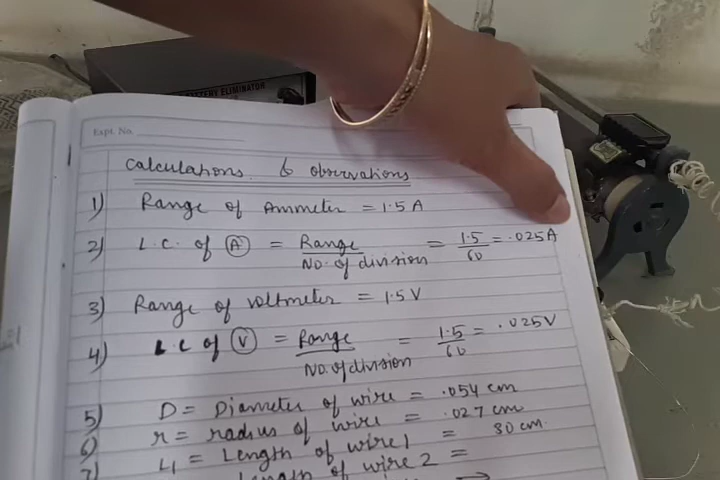 BATTERY ELIMINATOR
Expt. No.
Calculations & observations
1) Range of Ammeter = 1.5 A
2) L.C. of (A) = Range / No. of division = 1.5 / 60 = .025A
3) Range of voltmeter = 1.5 V
4) L.C of (V) = Range / No. of division = 1.5 / 60 = .025V
5) D = Diameter of wire = .054 cm
6) r = radius of wire = .027 cm
7) L1 = Length of wire 1 = 30 cm.
Length of wire 2 =